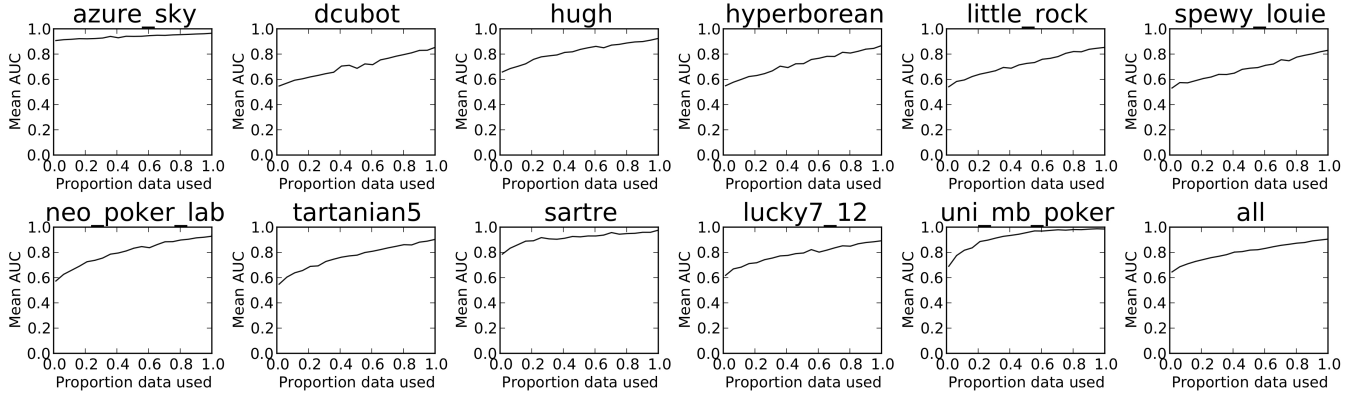 azure_sky
dcubot
hugh
hyperborean
little_rock
spewy_louie
1.0 0.8 0.6 0.4 0.2 0.0
Mean AUC
0.0 0.2 0.4 0.6 0.8 1.0
Proportion data used
1.0 0.8 0.6 0.4 0.2 0.0
Mean AUC
0.0 0.2 0.4 0.6 0.8 1.0
Proportion data used
1.0 0.8 0.6 0.4 0.2 0.0
Mean AUC
0.0 0.2 0.4 0.6 0.8 1.0
Proportion data used
1.0 0.8 0.6 0.4 0.2 0.0
Mean AUC
0.0 0.2 0.4 0.6 0.8 1.0
Proportion data used
1.0 0.8 0.6 0.4 0.2 0.0
Mean AUC
0.0 0.2 0.4 0.6 0.8 1.0
Proportion data used
1.0 0.8 0.6 0.4 0.2 0.0
Mean AUC
0.0 0.2 0.4 0.6 0.8 1.0
Proportion data used
neo_poker_lab
tartanian5
sartre
lucky7_12
uni_mb_poker
all
1.0 0.8 0.6 0.4 0.2 0.0
Mean AUC
0.0 0.2 0.4 0.6 0.8 1.0
Proportion data used
1.0 0.8 0.6 0.4 0.2 0.0
Mean AUC
0.0 0.2 0.4 0.6 0.8 1.0
Proportion data used
1.0 0.8 0.6 0.4 0.2 0.0
Mean AUC
0.0 0.2 0.4 0.6 0.8 1.0
Proportion data used
1.0 0.8 0.6 0.4 0.2 0.0
Mean AUC
0.0 0.2 0.4 0.6 0.8 1.0
Proportion data used
1.0 0.8 0.6 0.4 0.2 0.0
Mean AUC
0.0 0.2 0.4 0.6 0.8 1.0
Proportion data used
1.0 0.8 0.6 0.4 0.2 0.0
Mean AUC
0.0 0.2 0.4 0.6 0.8 1.0
Proportion data used